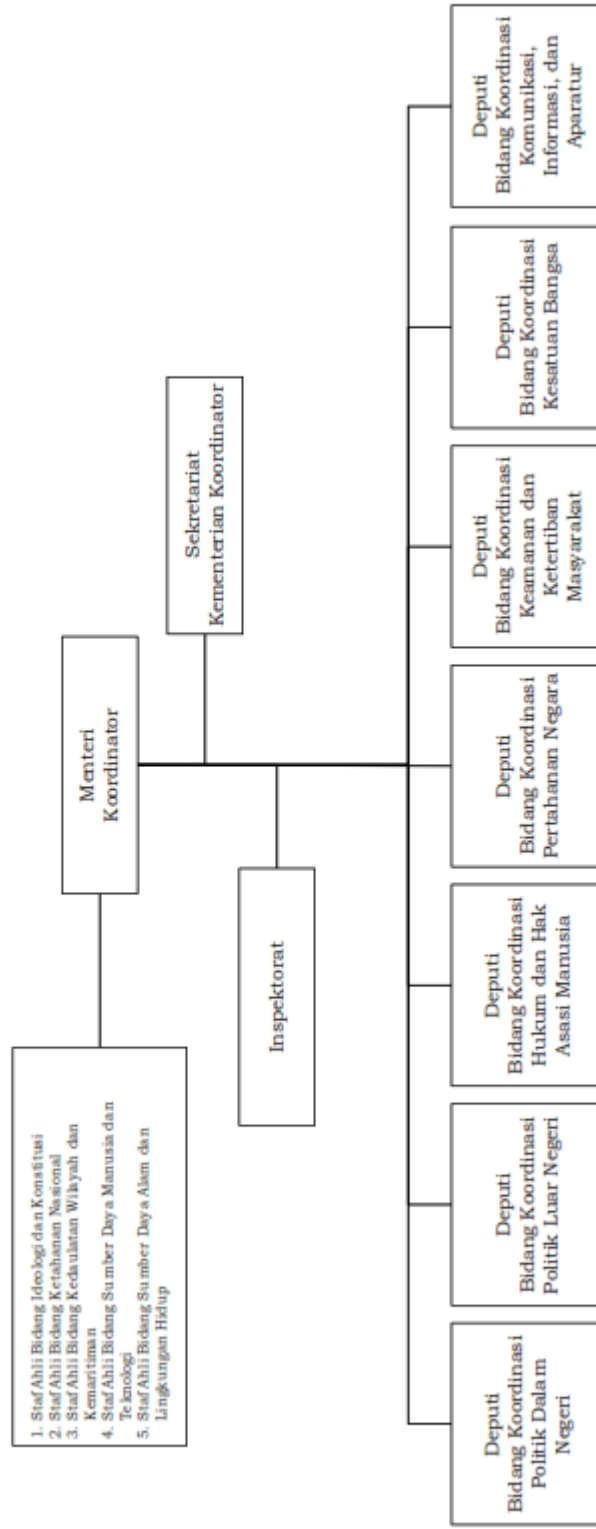 Menteri
Koordinator
1. Staf Ahli Bidang Ideologi dan Konstitusi
2. Staf Ahli Bidang Ketahanan Nasional
3. Staf Ahli Bidang Kedaulatan Wilayah dan
Kemaritiman
4. Staf Ahli Bidang Sumber Daya Manusia dan
Teknologi
5. Staf Ahli Bidang Sumber Daya Alam dan
Lingkungan Hidup
Sekretariat
Kementerian Koordinator
Inspektorat
Deputi
Bidang Koordinasi
Politik Dalam
Negeri
Deputi
Bidang Koordinasi
Politik Luar Negeri
Deputi
Bidang Koordinasi
Hukum dan Hak
Asasi Manusia
Deputi
Bidang Koordinasi
Pertahanan Negara
Deputi
Bidang Koordinasi
Keamanan dan
Ketertiban
Masyarakat
Deputi
Bidang Koordinasi
Kesatuan Bangsa
Deputi
Bidang Koordinasi
Komunikasi,
Informasi, dan
Aparatur